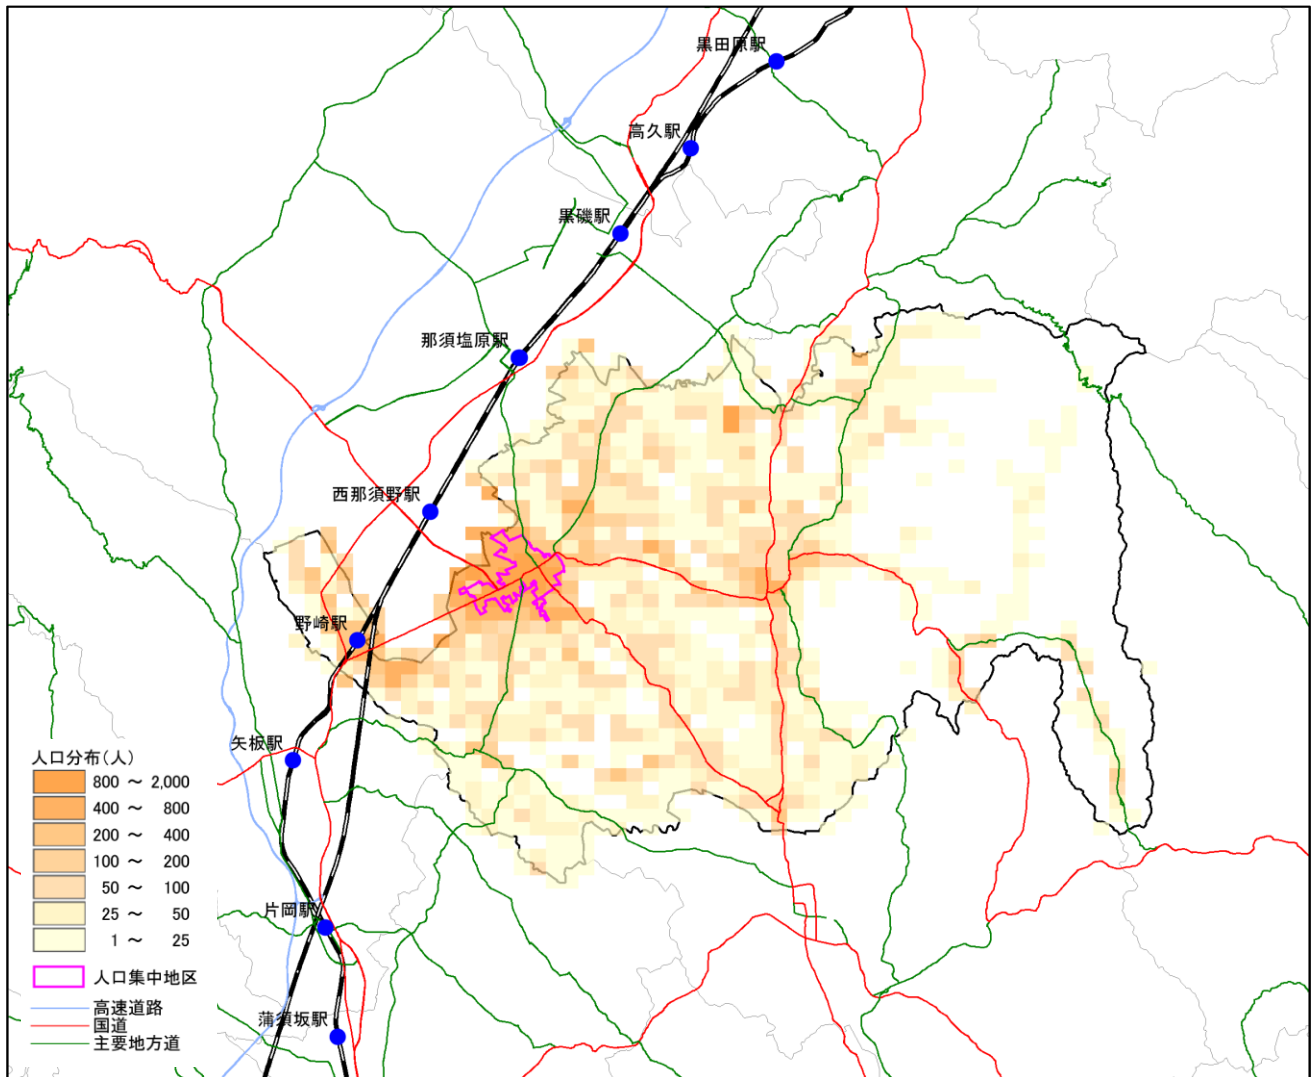 黒田原駅
高久駅
黒磯駅
那須塩原駅
西那須野駅
野崎駅
矢板駅
人口分布(人)
800 ～ 2,000
400 ～ 800
200 ～ 400
100 ～ 200
50 ～ 100
25 ～ 50
1 ～ 25
人口集中地区
高速道路
国道
主要地方道
片岡駅
蒲須坂駅